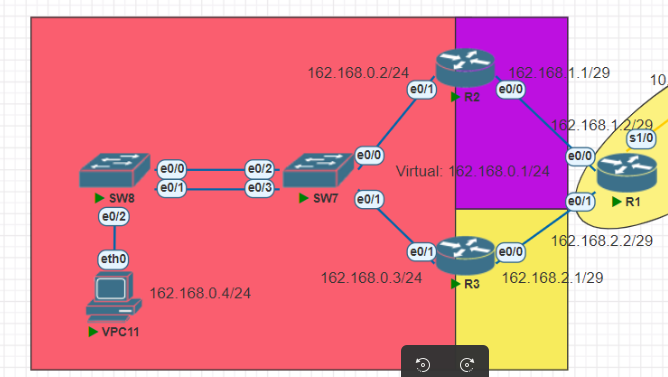 162.168.0.2/24
162.168.1.1/29
10
e0/1
R2
e0/0
162.168.1.2/29
s1/0
e0/0
e0/2
e0/0
e0/0
Virtual: 162.168.0.1/24
SW8
e0/1
e0/3
SW7
e0/1
e0/1
R1
e0/2
162.168.2.2/29
eth0
e0/1
e0/0
162.168.0.3/24
R3
162.168.2.1/29
162.168.0.4/24
VPC11